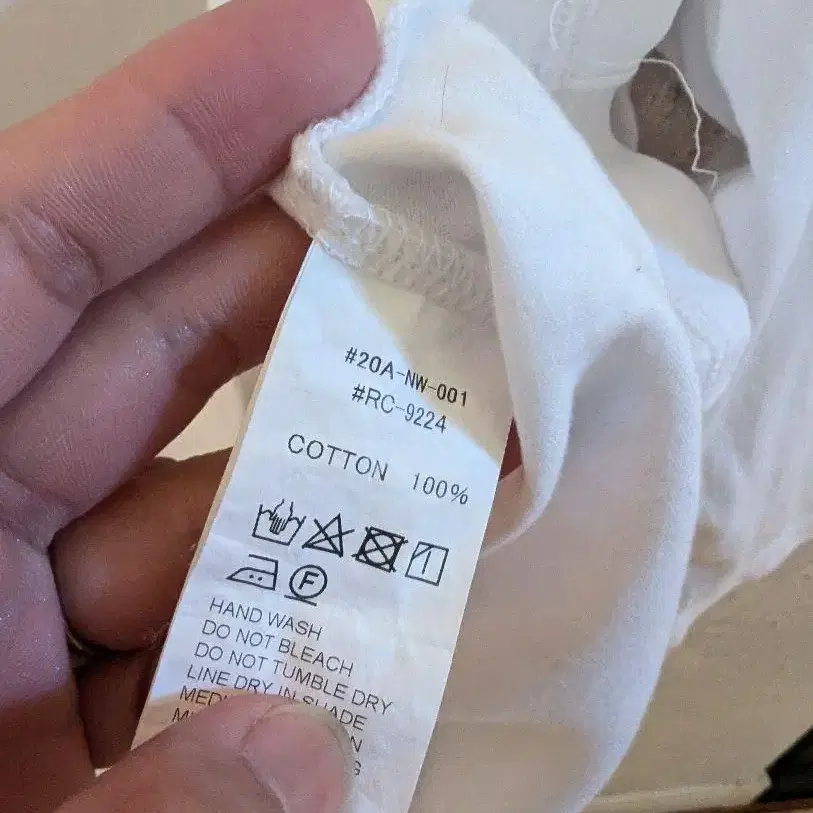 #20A-NW-001
#RC-9224
COTTON 100%
F
HAND WASH
DO NOT BLEACH
DO NOT TUMBLE DRY
LINE DRY IN SHADE